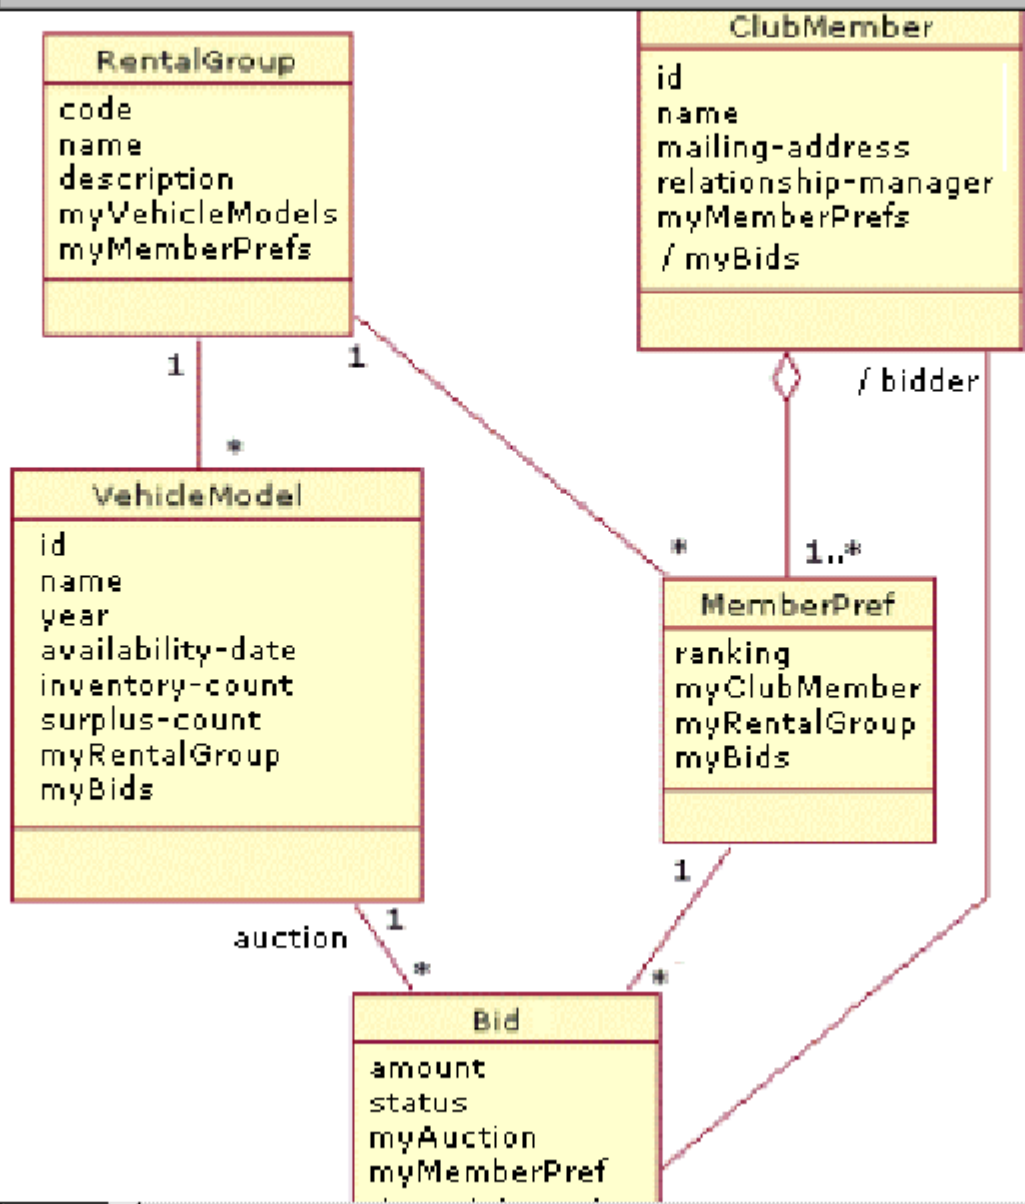 RentalGroup
code
name
description
myVehicleModels
myMemberPrefs
ClubMember
id
name
mailing-address
relationship-manager
myMemberPrefs
/ myBids
1
1
/ bidder
*
*
1..*
VehicleModel
id
name
year
availability-date
inventory-count
surplus-count
myRentalGroup
myBids
MemberPref
ranking
myClubMember
myRentalGroup
myBids
1
auction
1
*
*
Bid
amount
status
myAuction
myMemberPref